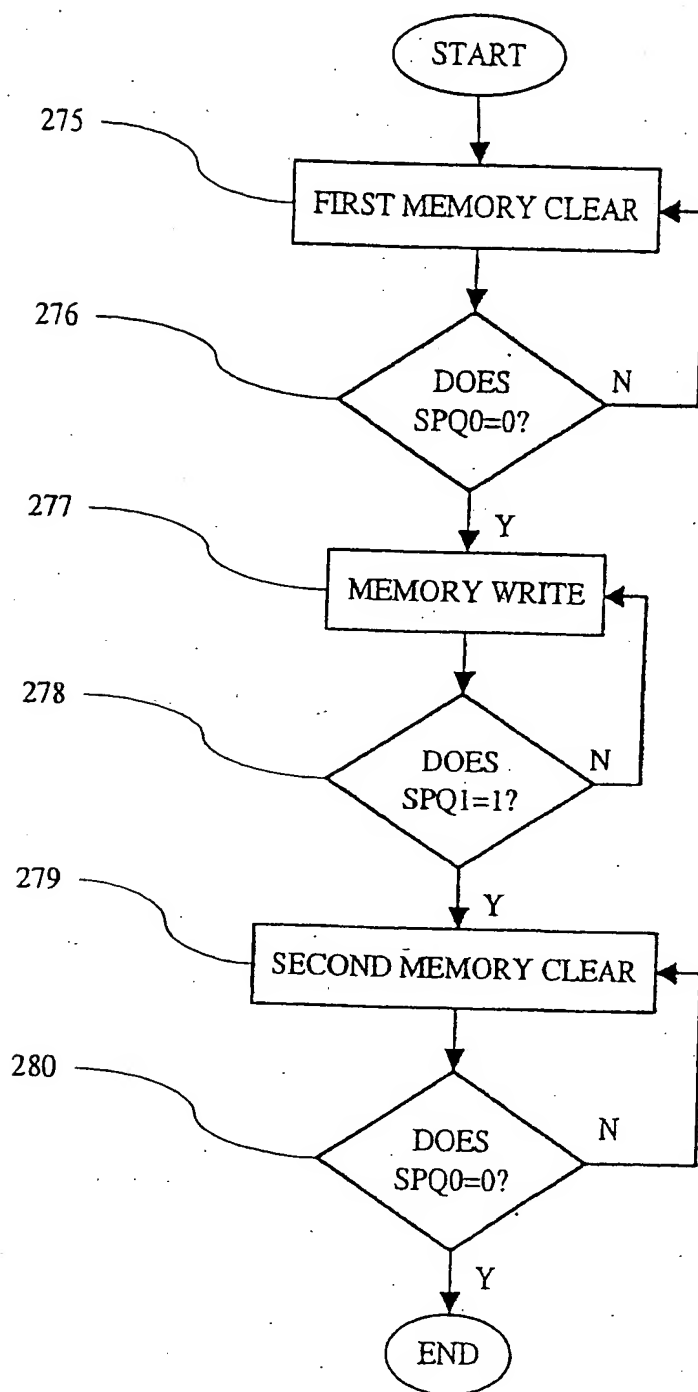 START
275
FIRST MEMORY CLEAR
276
DOES
SPQ0=0?
N
Y
277
MEMORY WRITE
278
DOES
SPQ1=1?
N
Y
279
SECOND MEMORY CLEAR
280
DOES
SPQ0=0?
N
Y
END